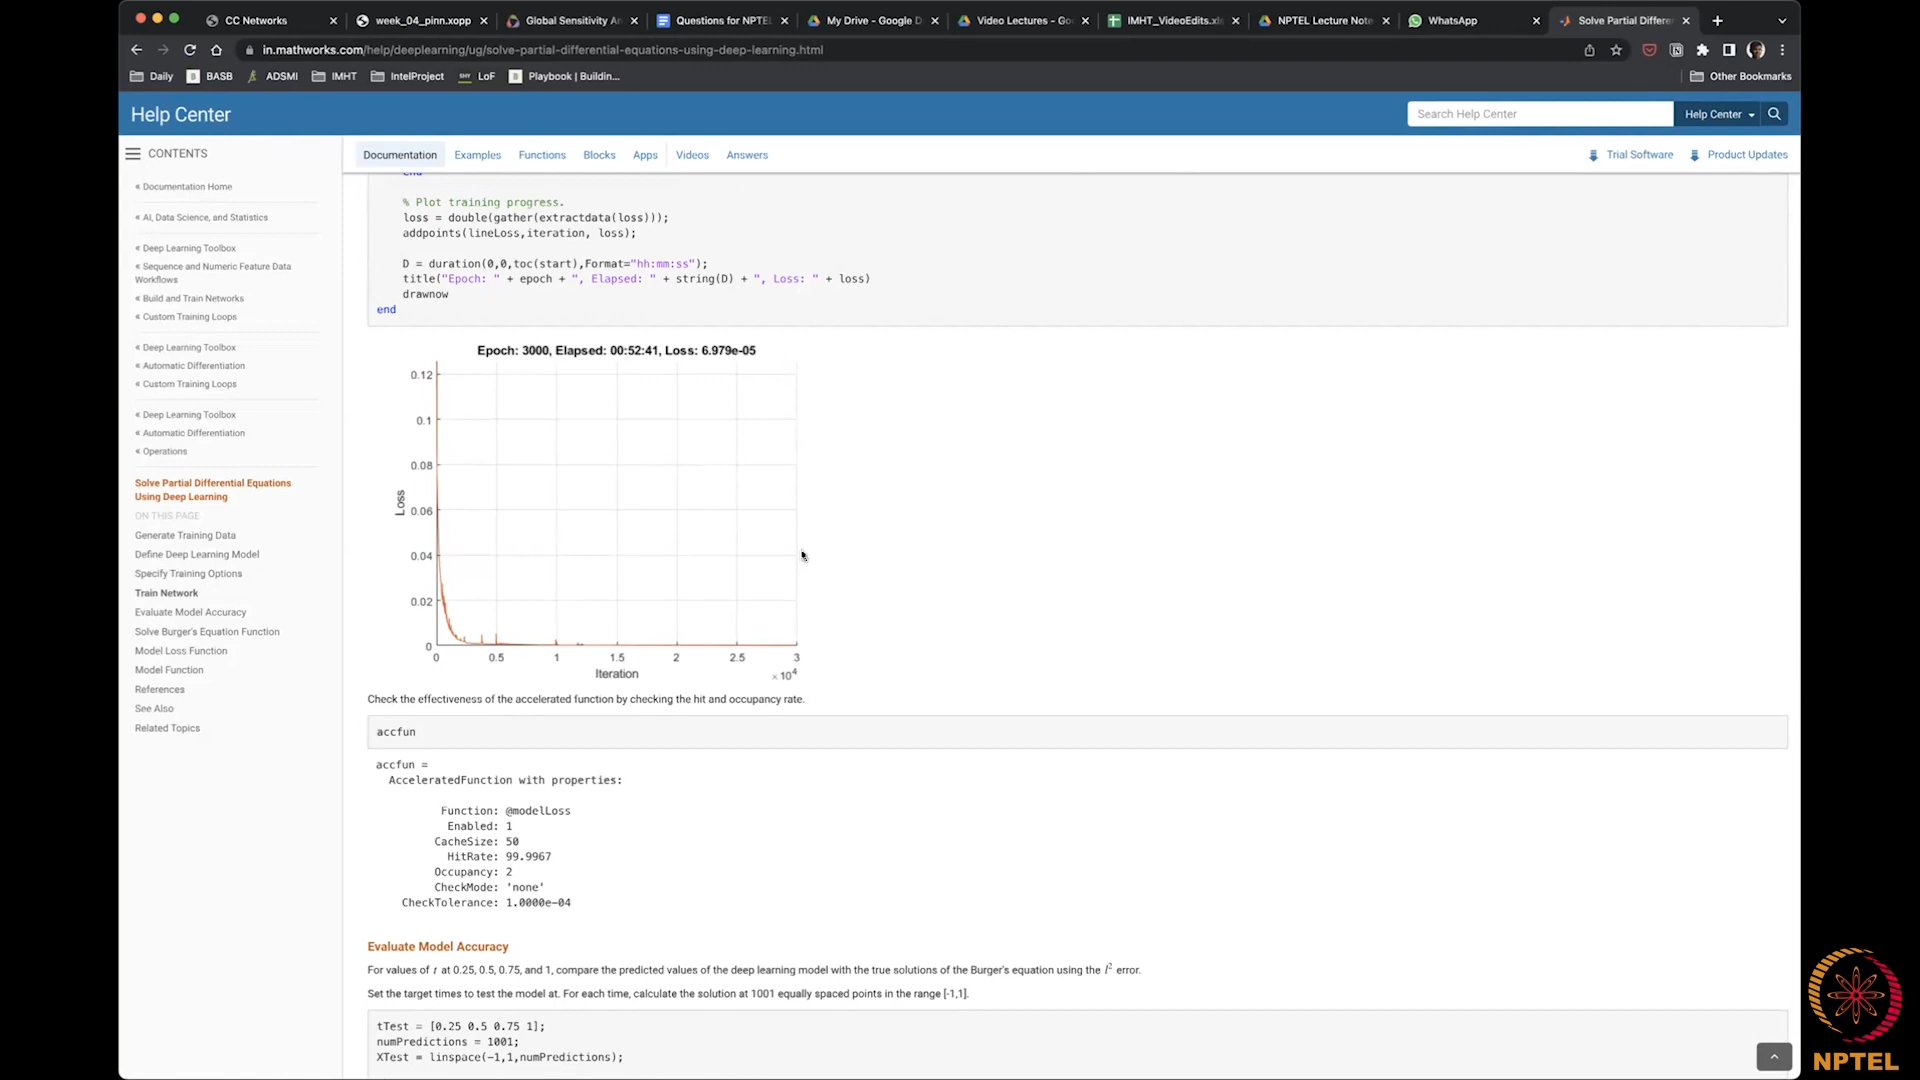 CC Networks
week_04_pinn.xopp
Global Sensitivity An
Questions for NPTEL
My Drive - Google D
Video Lectures - Goo
IMHT_VideoEdits.xls
NPTEL Lecture Note
WhatsApp
Solve Partial Differe
in.mathworks.com/help/deeplearning/ug/solve-partial-differential-equations-using-deep-learning.html
Daily
BASB
ADSMI
IMHT
IntelProject
LoF
Playbook | Buildin...
Other Bookmarks
Help Center
Search Help Center
Help Center
CONTENTS
Documentation
Examples
Functions
Blocks
Apps
Videos
Answers
Trial Software
Product Updates
« Documentation Home
« AI, Data Science, and Statistics
« Deep Learning Toolbox
« Sequence and Numeric Feature Data
Workflows
« Build and Train Networks
« Custom Training Loops
« Deep Learning Toolbox
« Automatic Differentiation
« Custom Training Loops
« Deep Learning Toolbox
« Automatic Differentiation
« Operations
Solve Partial Differential Equations
Using Deep Learning
ON THIS PAGE
Generate Training Data
Define Deep Learning Model
Specify Training Options
Train Network
Evaluate Model Accuracy
Solve Burger's Equation Function
Model Loss Function
Model Function
References
See Also
Related Topics
end
% Plot training progress.
loss = double(gather(extractdata(loss)));
addpoints(lineLoss,iteration, loss);
D = duration(0,0,toc(start),Format="hh:mm:ss");
title("Epoch: " + epoch + ", Elapsed: " + string(D) + ", Loss: " + loss)
drawnow
end
Epoch: 3000, Elapsed: 00:52:41, Loss: 6.979e-05
0.12
0.1
0.08
0.06
0.04
0.02
0
Loss
0 0.5 1 1.5 2 2.5 3
Iteration
× 10⁴
Check the effectiveness of the accelerated function by checking the hit and occupancy rate.
accfun
accfun =
AcceleratedFunction with properties:
Function: @modelLoss
Enabled: 1
CacheSize: 50
HitRate: 99.9967
Occupancy: 2
CheckMode: 'none'
CheckTolerance: 1.0000e-04
Evaluate Model Accuracy
For values of t at 0.25, 0.5, 0.75, and 1, compare the predicted values of the deep learning model with the true solutions of the Burger's equation using the l² error.
Set the target times to test the model at. For each time, calculate the solution at 1001 equally spaced points in the range [-1,1].
tTest = [0.25 0.5 0.75 1];
numPredictions = 1001;
XTest = linspace(-1,1,numPredictions);
NPTEL